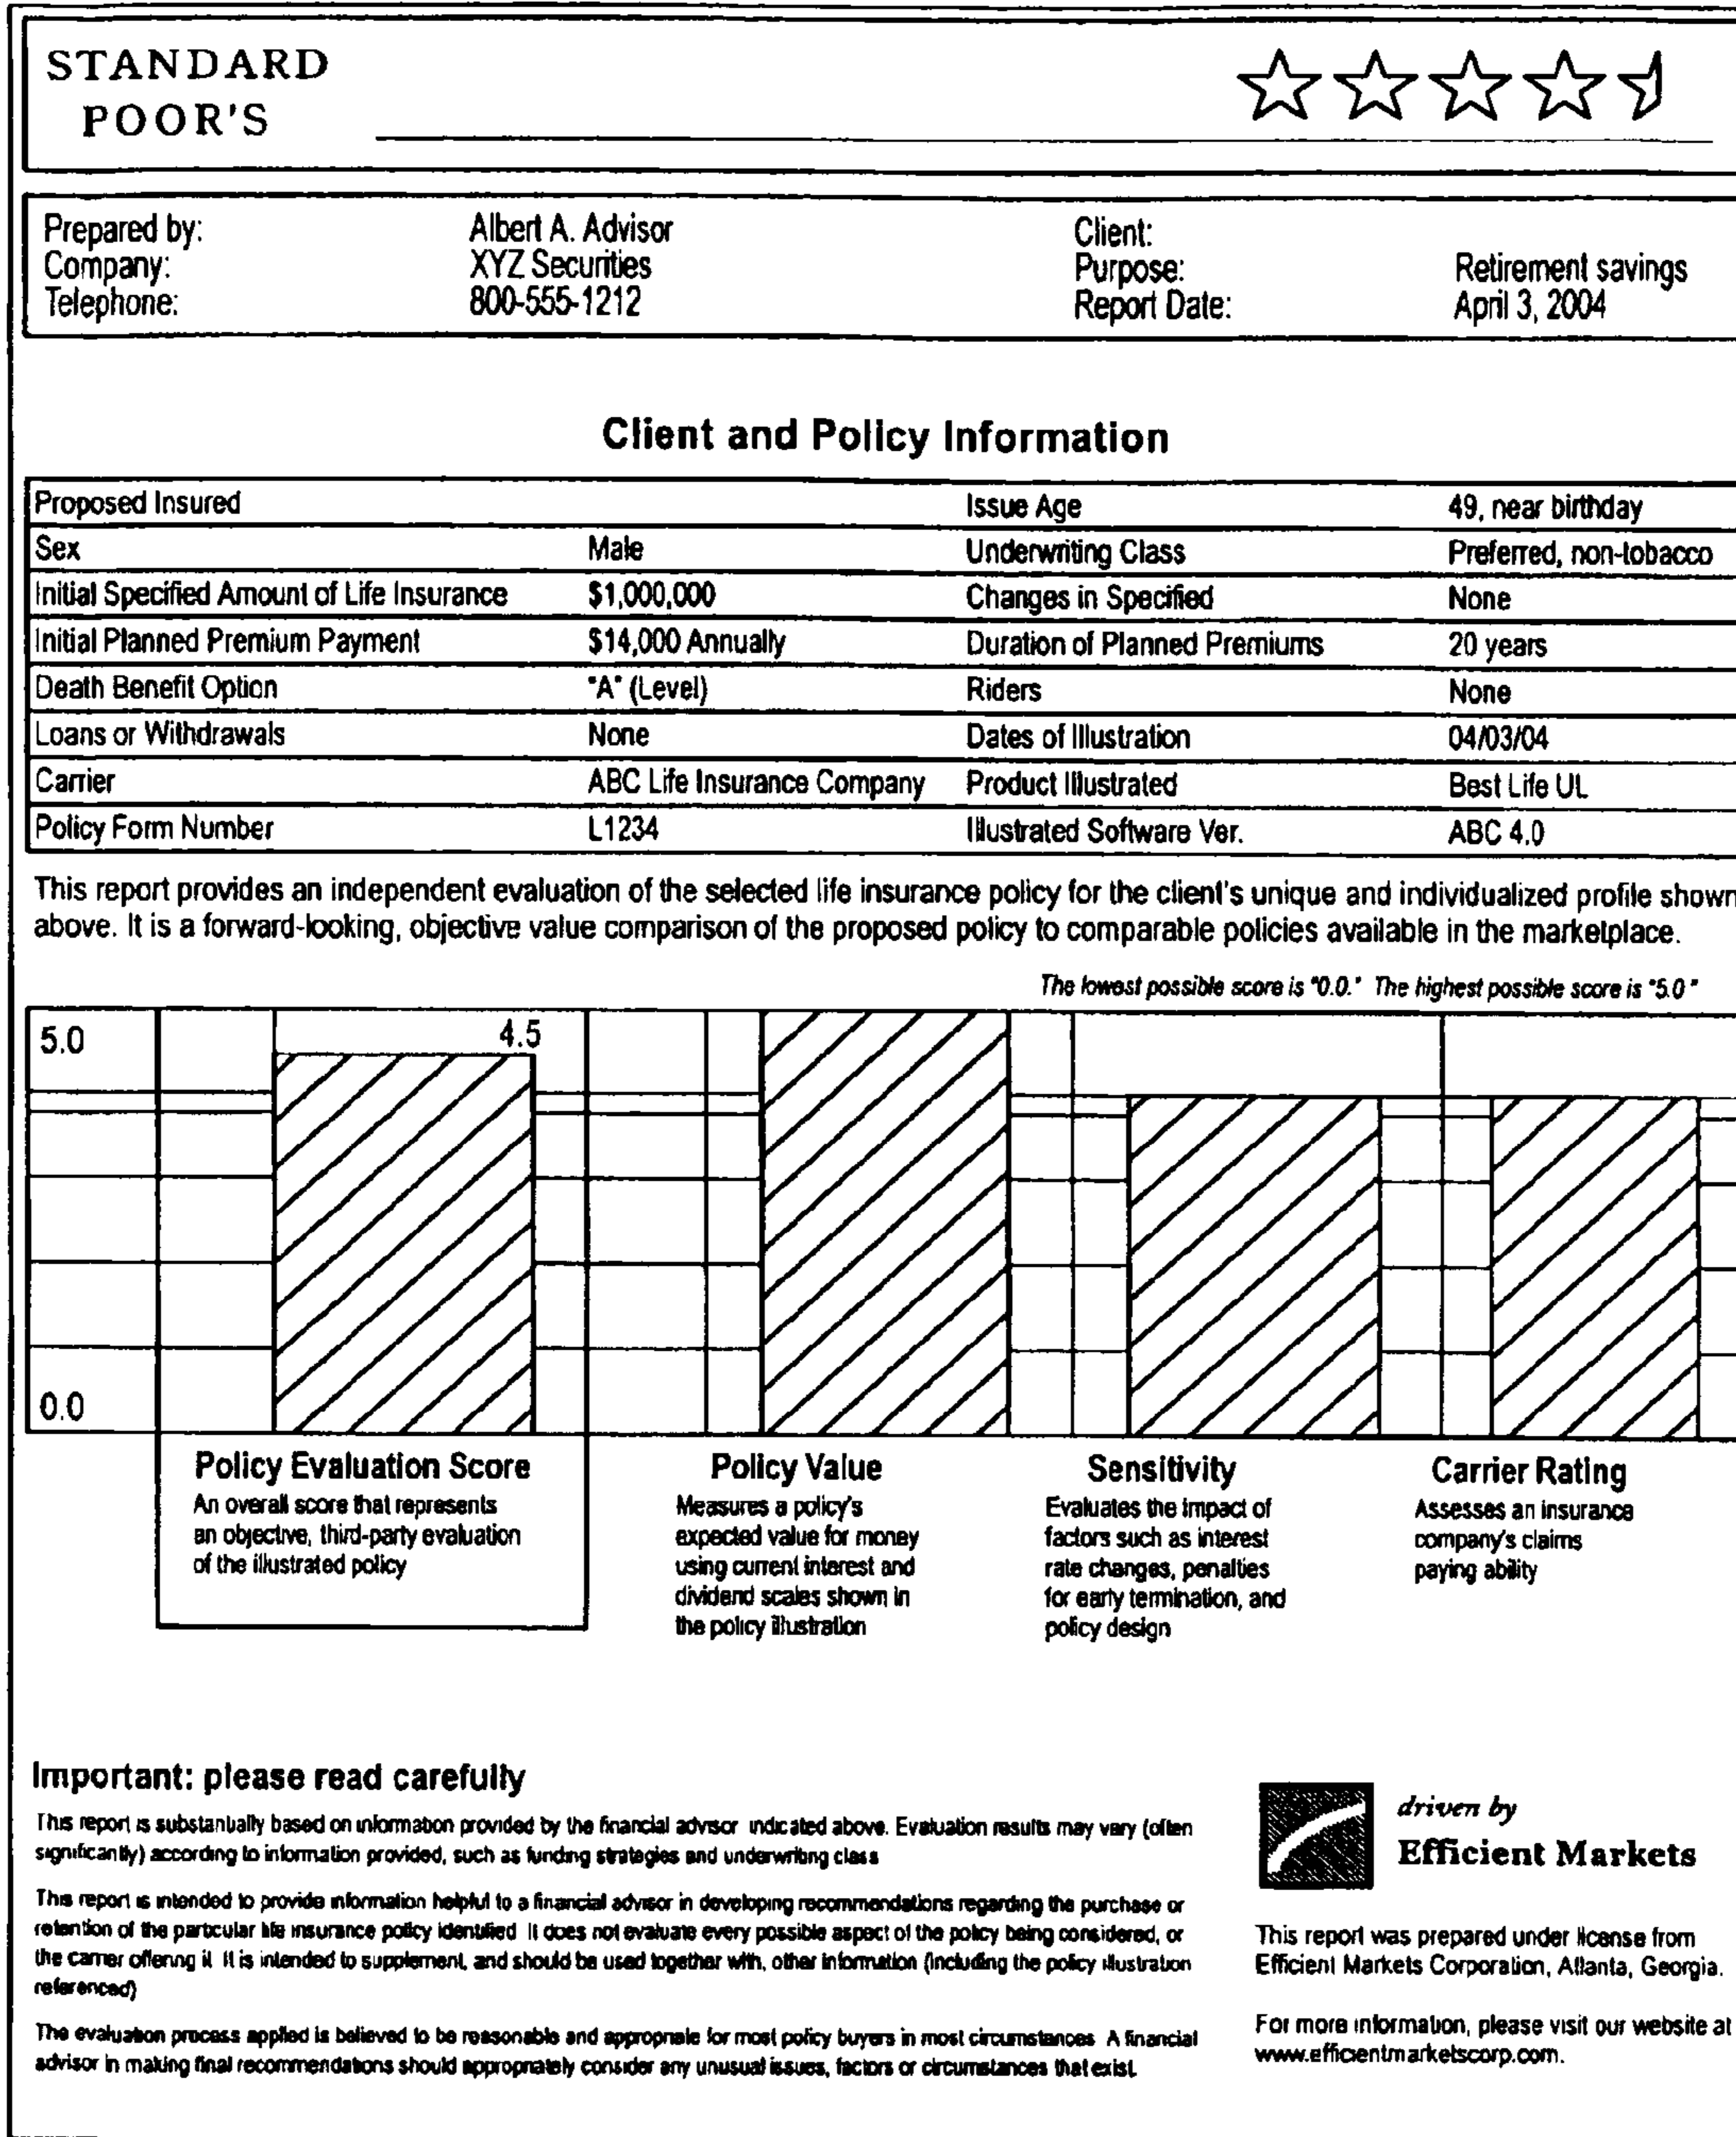 STANDARD
POOR'S
Prepared by: Albert A. Advisor Client:
Company: XYZ Securities Purpose: Retirement savings
Telephone: 800-555-1212 Report Date: April 3, 2004
Client and Policy Information
Proposed Insured Issue Age 49, near birthday
Sex Male Underwriting Class Preferred, non-tobacco
Initial Specified Amount of Life Insurance $1,000,000 Changes in Specified None
Initial Planned Premium Payment $14,000 Annually Duration of Planned Premiums 20 years
Death Benefit Option "A" (Level) Riders None
Loans or Withdrawals None Dates of Illustration 04/03/04
Carrier ABC Life Insurance Company Product Illustrated Best Life UL
Policy Form Number L1234 Illustrated Software Ver. ABC 4.0
This report provides an independent evaluation of the selected life insurance policy for the client's unique and individualized profile shown
above. It is a forward-looking, objective value comparison of the proposed policy to comparable policies available in the marketplace.
The lowest possible score is "0.0." The highest possible score is "5.0"
5.0
4.5
0.0
Policy Evaluation Score
An overall score that represents
an objective, third-party evaluation
of the illustrated policy
Policy Value
Measures a policy's
expected value for money
using current interest and
dividend scales shown in
the policy illustration
Sensitivity
Evaluates the impact of
factors such as interest
rate changes, penalties
for early termination, and
policy design
Carrier Rating
Assesses an insurance
company's claims
paying ability
Important: please read carefully
This report is substantially based on information provided by the financial advisor indicated above. Evaluation results may vary (often
significantly) according to information provided, such as funding strategies and underwriting class
This report is intended to provide information helpful to a financial advisor in developing recommendations regarding the purchase or
retention of the particular life insurance policy identified It does not evaluate every possible aspect of the policy being considered, or
the carrier offering it It is intended to supplement, and should be used together with, other information (including the policy illustration
referenced)
The evaluation process applied is believed to be reasonable and appropriate for most policy buyers in most circumstances A financial
advisor in making final recommendations should appropriately consider any unusual issues, factors or circumstances that exist.
driven by
Efficient Markets
This report was prepared under license from
Efficient Markets Corporation, Atlanta, Georgia.
For more information, please visit our website at
www.efficientmarketscorp.com.